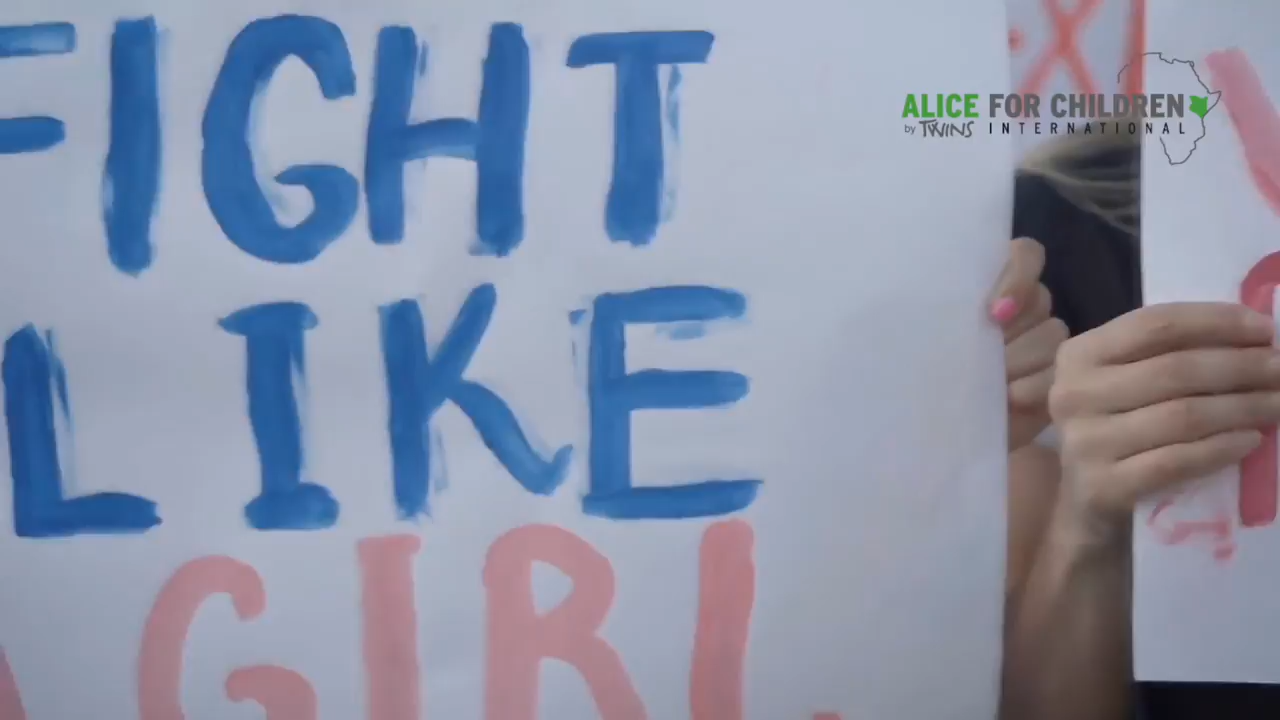 FIGHT
LIKE
A GIRL
ALICE FOR CHILDREN
by TWINS INTERNATIONAL